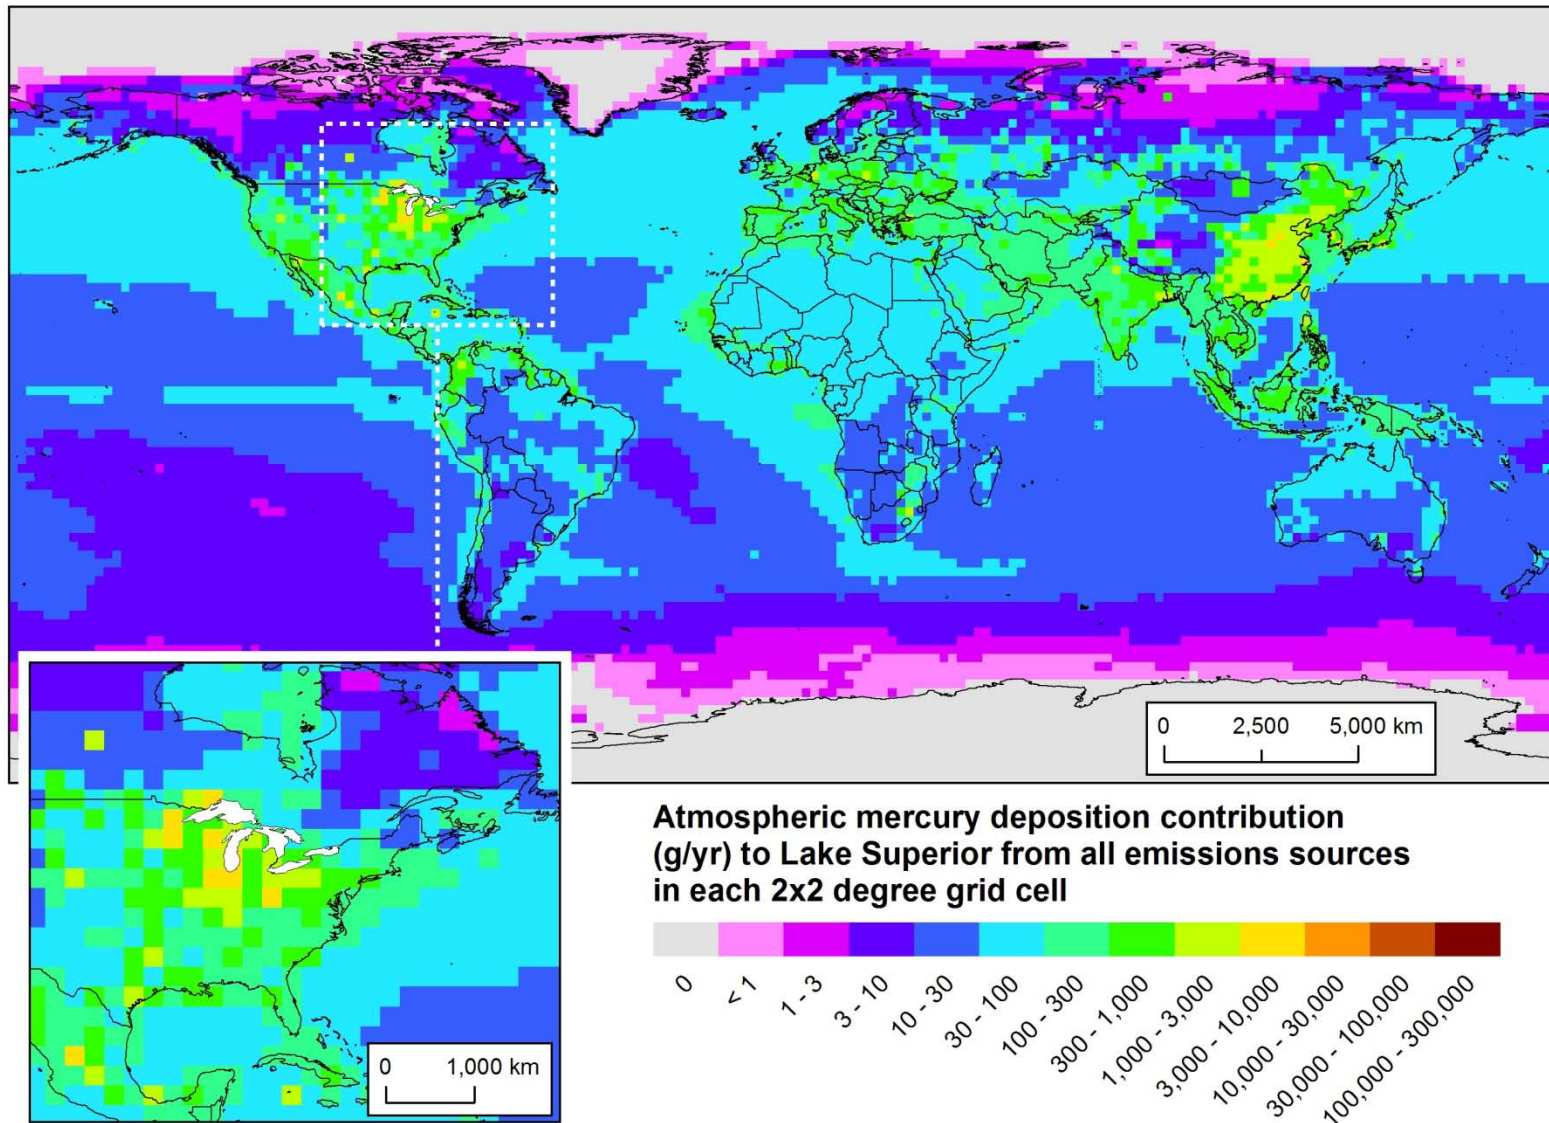 0 2,500 5,000 km
0 1,000 km
Atmospheric mercury deposition contribution
(g/yr) to Lake Superior from all emissions sources
in each 2x2 degree grid cell
0
< 1
1 - 3
3 - 10
10 - 30
30 - 100
100 - 300
300 - 1,000
1,000 - 3,000
3,000 - 10,000
10,000 - 30,000
30,000 - 100,000
100,000 - 300,000